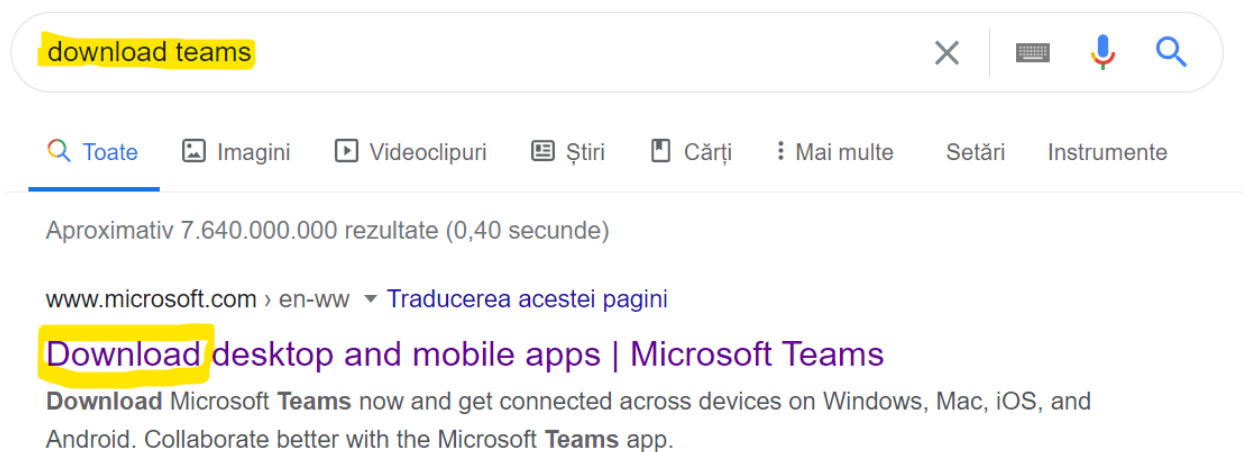 download teams
Toate Imagini Videoclipuri Știri Cărți Mai multe Setări Instrumente
Aproximativ 7.640.000.000 rezultate (0,40 secunde)
www.microsoft.com › en-ww Traducerea acestei pagini
Download desktop and mobile apps | Microsoft Teams
Download Microsoft Teams now and get connected across devices on Windows, Mac, iOS, and
Android. Collaborate better with the Microsoft Teams app.